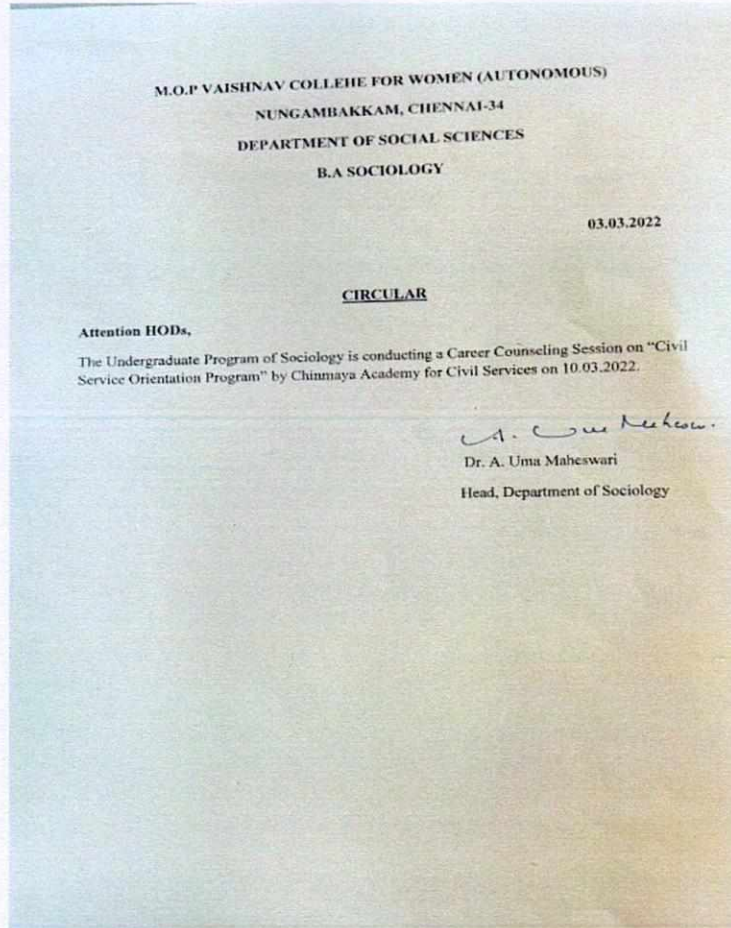 M.O.P VAISHNAV COLLEHE FOR WOMEN (AUTONOMOUS)
NUNGAMBAKKAM, CHENNAI-34
DEPARTMENT OF SOCIAL SCIENCES
B.A SOCIOLOGY
03.03.2022
CIRCULAR
Attention HODs,
The Undergraduate Program of Sociology is conducting a Career Counseling Session on “Civil
Service Orientation Program” by Chinmaya Academy for Civil Services on 10.03.2022.
A. Uma
Dr. A. Uma Maheswari
Head, Department of Sociology